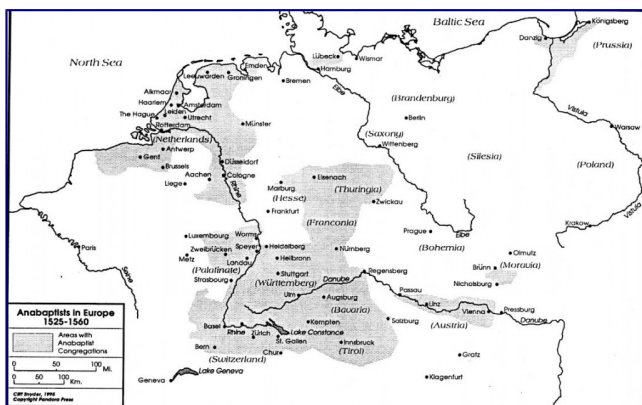 Baltic Sea
Königsberg
Danzig
(Prussia)
North Sea
Emden
Lübeck
Wismar
Leeuwarden
Groningen
Hamburg
Bremen
Elbe
Alkmaar
Haarlem
Amsterdam
Leiden
The Hague
Utrecht
Rotterdam
(Netherlands)
Münster
(Brandenburg)
Berlin
Vistula
Warsaw
(Saxony)
Wittenberg
Silesia
(Poland)
Antwerp
Gent
Brussels
Düsseldorf
Aachen
Cologne
Liege
Rhine
Eisenach
Marburg
(Hesse)
(Thuringia)
Zwickau
Frankfurt
(Franconia)
Krakow
Vistula
Prague
Elbe
Bohemia
Paris
Seine
Luxembourg
Worms
Zweibrücken
Speyer
Heidelberg
Metz
Landau
Heilbronn
(Palatinate)
Nürnberg
Olmutz
Brünn
(Moravia)
Nicholsburg
Strasbourg
Stuttgart
(Württemberg)
Danube
Regensberg
Ulm
Augsburg
(Bavaria)
Passau
Linz
Vienna
Pressburg
Danube
(Austria)
Basel
Rhine
Zürich
Kempten
Lake Constance
St. Gallen
Salzburg
Innsbruck
(Tirol)
Bern
(Switzerland)
Chur
Gratz
Klagenfurt
Geneva
Lake Geneva
Anabaptists in Europe
1525-1560
Areas with
Anabaptist
Congregations
0 50 100
Mi.
0 50 100
Km.
Cliff Snyder, 1995
Copyright Pandora Press